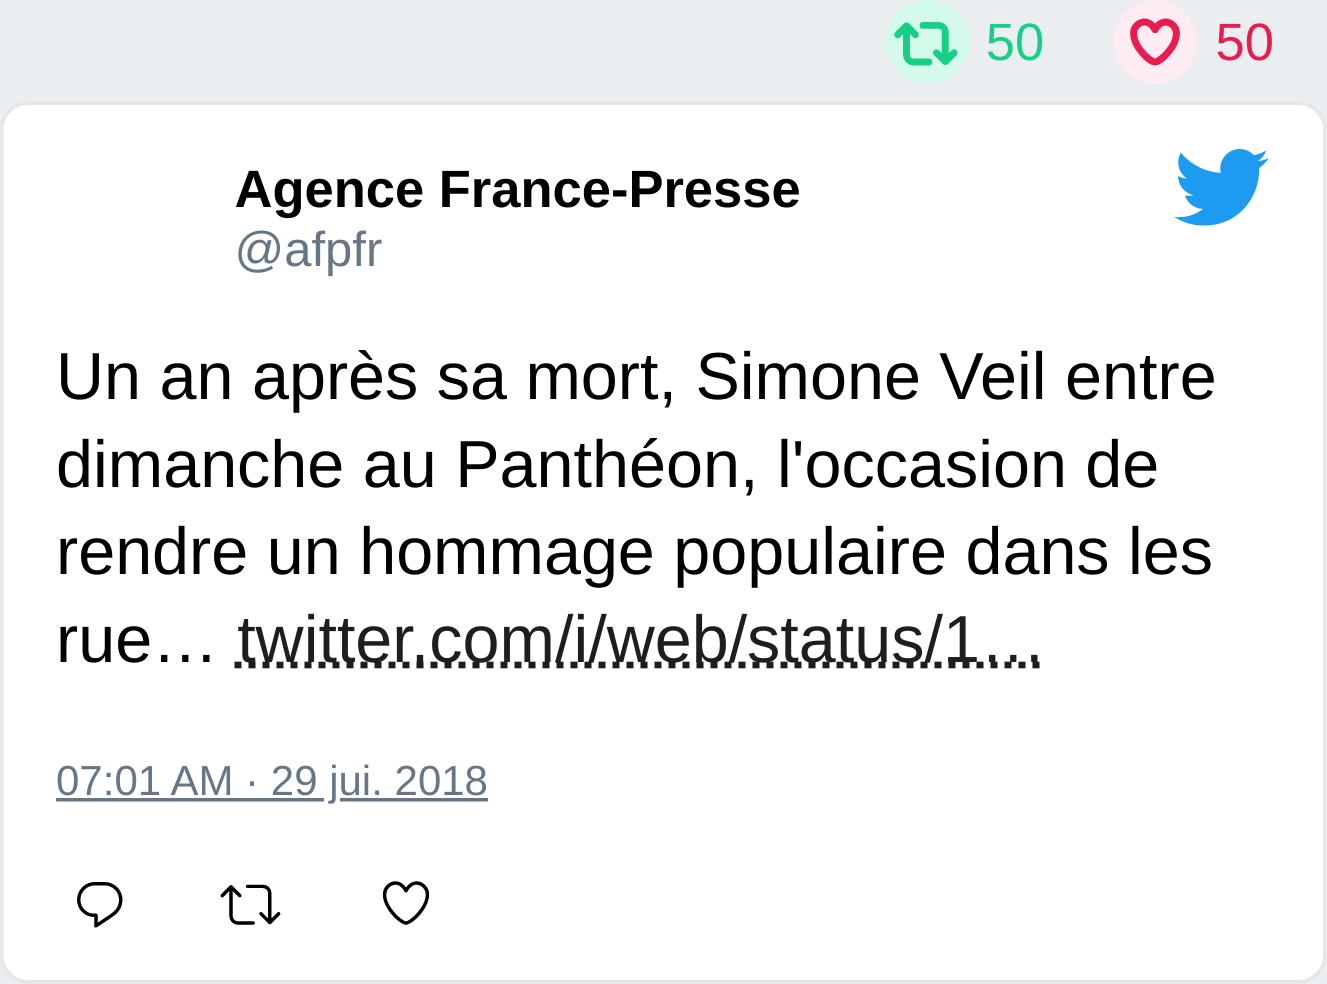 50 50
Agence France-Presse
@afpfr
Un an après sa mort, Simone Veil entre
dimanche au Panthéon, l'occasion de
rendre un hommage populaire dans les
rue… twitter.com/i/web/status/1…
07:01 AM · 29 jui. 2018